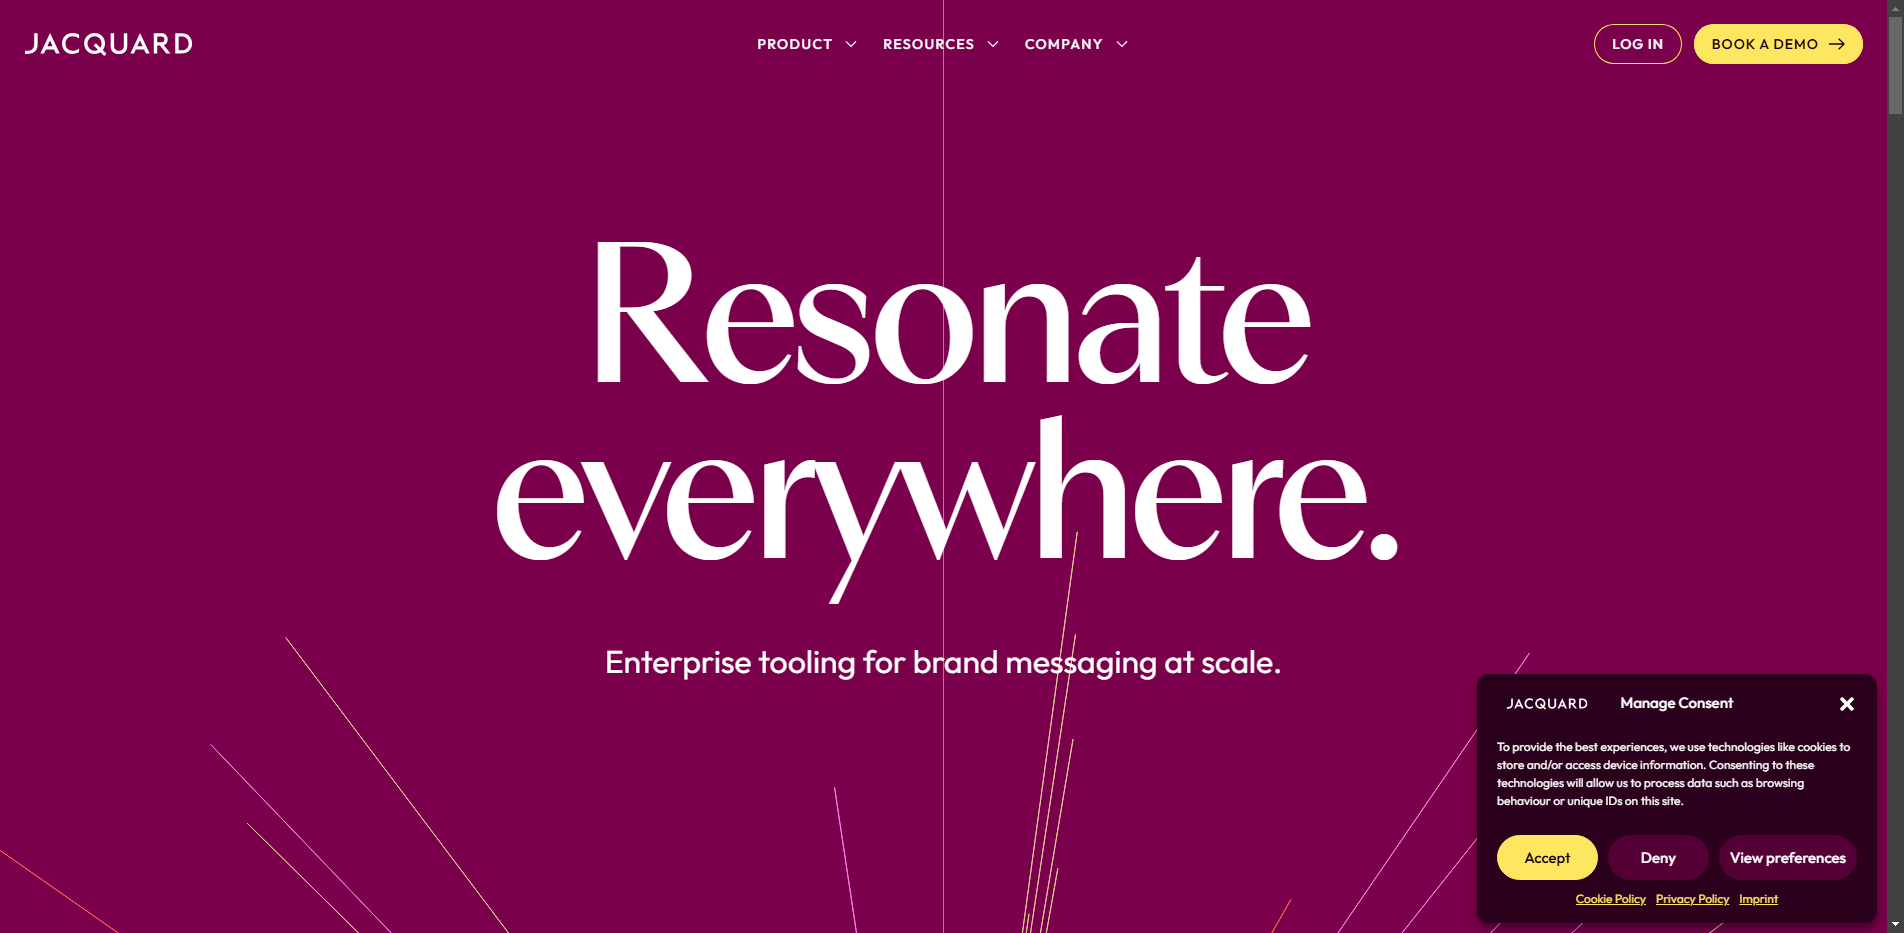 JACQUARD
PRODUCT
RESOURCES
COMPANY
LOG IN
BOOK A DEMO
Resonate
everywhere.
Enterprise tooling for brand messaging at scale.
JACQUARD
Manage Consent
To provide the best experiences, we use technologies like cookies to
store and/or access device information. Consenting to these
technologies will allow us to process data such as browsing
behaviour or unique IDs on this site.
Accept
Deny
View preferences
Cookie Policy
Privacy Policy
Imprint